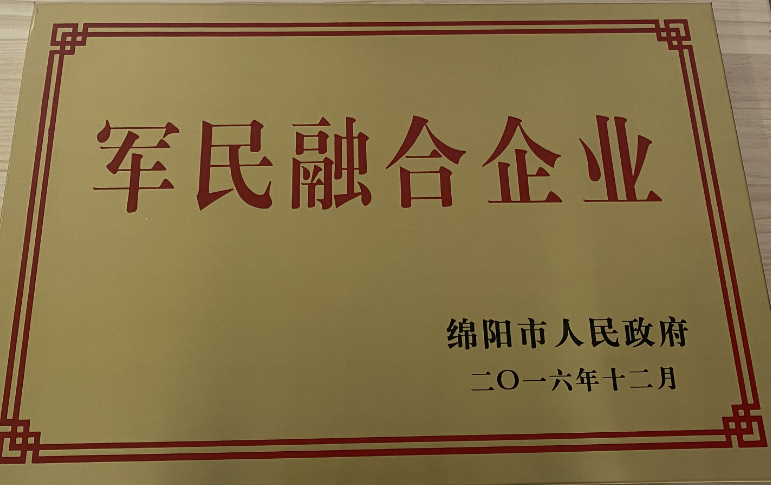 军民融合企业
绵阳市人民政府
二〇一六年十二月